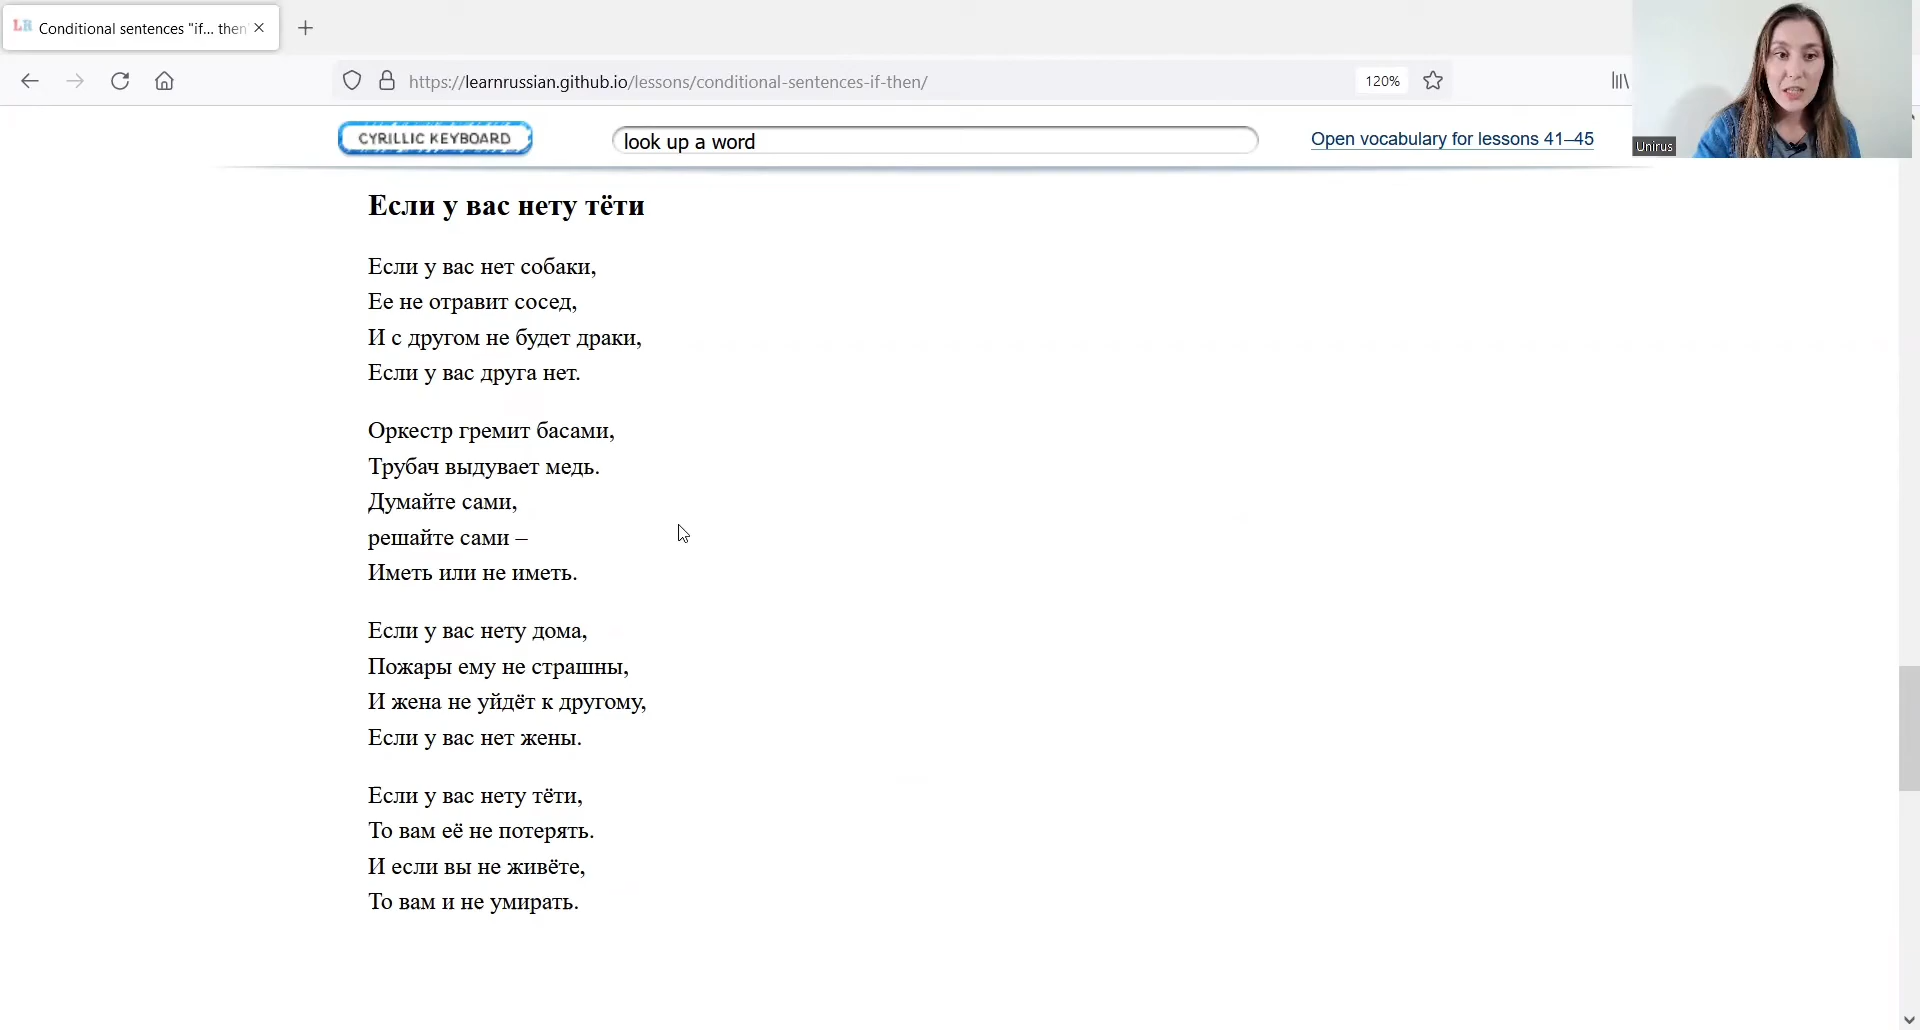 LR Conditional sentences "if... then
https://learnrussian.github.io/lessons/conditional-sentences-if-then/
120%
CYRILLIC KEYBOARD
look up a word
Open vocabulary for lessons 41–45
Unirus
Если у вас нету тёти
Если у вас нет собаки,
Ее не отравит сосед,
И с другом не будет драки,
Если у вас друга нет.
Оркестр гремит басами,
Трубач выдувает медь.
Думайте сами,
решайте сами –
Иметь или не иметь.
Если у вас нету дома,
Пожары ему не страшны,
И жена не уйдёт к другому,
Если у вас нет жены.
Если у вас нету тёти,
То вам её не потерять.
И если вы не живёте,
То вам и не умирать.